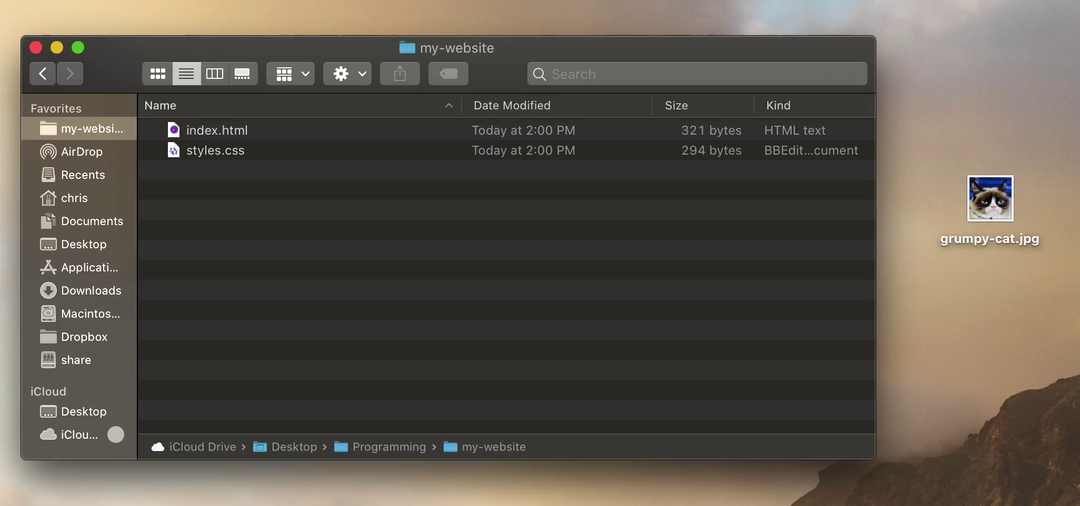 my-website
Search
Name Date Modified Size Kind
index.html Today at 2:00 PM 321 bytes HTML text
styles.css Today at 2:00 PM 294 bytes BBEdit...cument
Favorites
my-websi...
AirDrop
Recents
chris
Documents
Desktop
Applicati...
Downloads
Macintos...
Dropbox
share
iCloud
Desktop
iClou...
iCloud Drive › Desktop › Programming › my-website
grumpy-cat.jpg